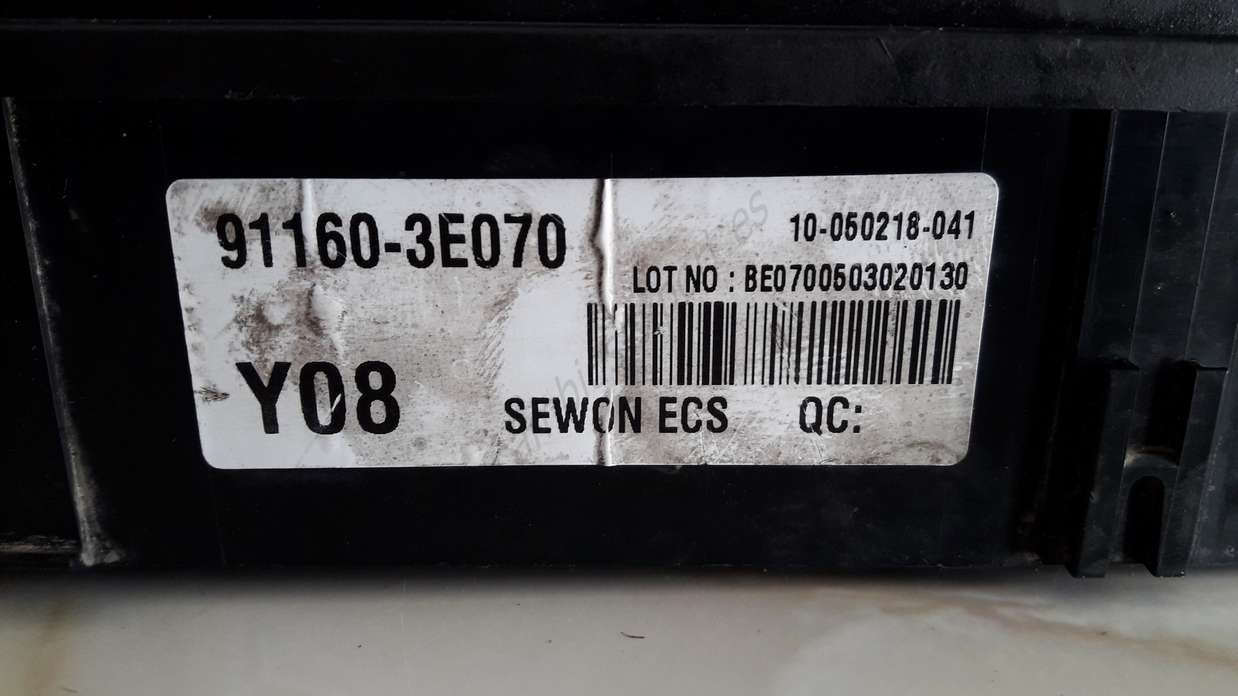 91160-3E070
10-050218-041
LOT NO : BE0700503020130
Y08
SEWON ECS QC: